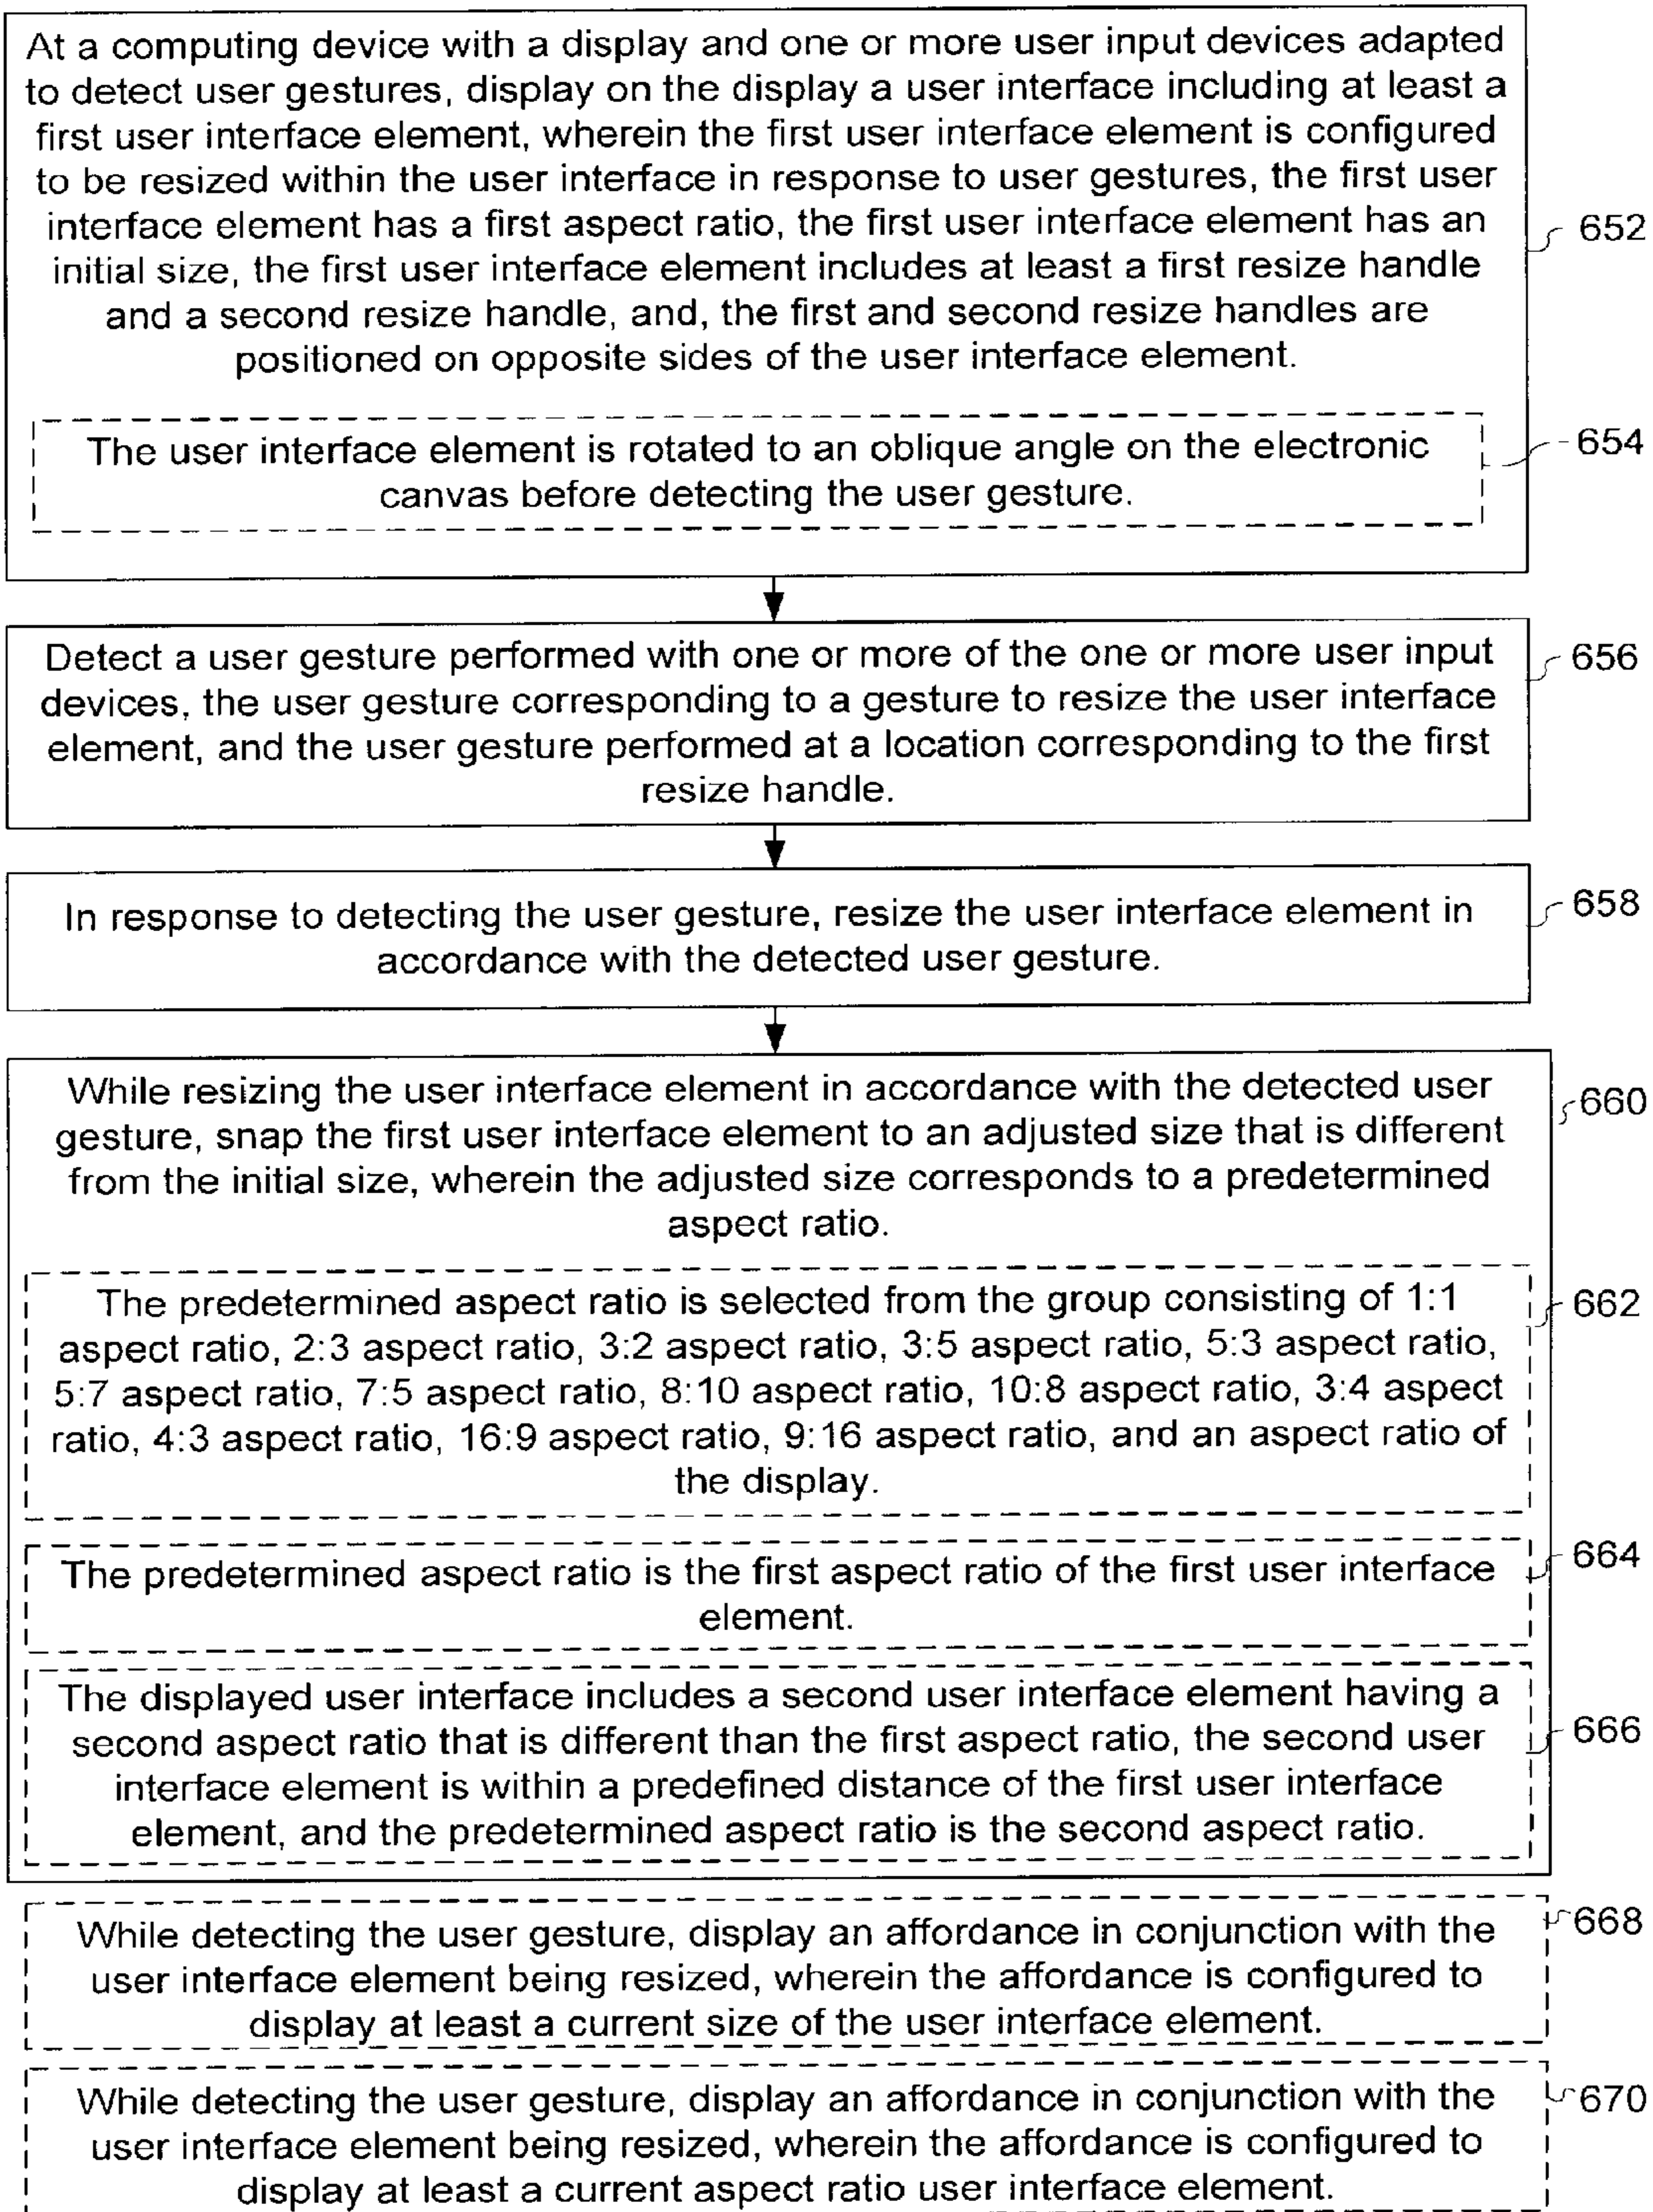 At a computing device with a display and one or more user input devices adapted
to detect user gestures, display on the display a user interface including at least a
first user interface element, wherein the first user interface element is configured
to be resized within the user interface in response to user gestures, the first user
interface element has a first aspect ratio, the first user interface element has an
initial size, the first user interface element includes at least a first resize handle
and a second resize handle, and, the first and second resize handles are
positioned on opposite sides of the user interface element.
652
The user interface element is rotated to an oblique angle on the electronic
canvas before detecting the user gesture.
654
Detect a user gesture performed with one or more of the one or more user input
devices, the user gesture corresponding to a gesture to resize the user interface
element, and the user gesture performed at a location corresponding to the first
resize handle.
656
In response to detecting the user gesture, resize the user interface element in
accordance with the detected user gesture.
658
While resizing the user interface element in accordance with the detected user
gesture, snap the first user interface element to an adjusted size that is different
from the initial size, wherein the adjusted size corresponds to a predetermined
aspect ratio.
660
The predetermined aspect ratio is selected from the group consisting of 1:1
aspect ratio, 2:3 aspect ratio, 3:2 aspect ratio, 3:5 aspect ratio, 5:3 aspect ratio,
5:7 aspect ratio, 7:5 aspect ratio, 8:10 aspect ratio, 10:8 aspect ratio, 3:4 aspect
ratio, 4:3 aspect ratio, 16:9 aspect ratio, 9:16 aspect ratio, and an aspect ratio of
the display.
662
The predetermined aspect ratio is the first aspect ratio of the first user interface
element.
664
The displayed user interface includes a second user interface element having a
second aspect ratio that is different than the first aspect ratio, the second user
interface element is within a predefined distance of the first user interface
element, and the predetermined aspect ratio is the second aspect ratio.
666
While detecting the user gesture, display an affordance in conjunction with the
user interface element being resized, wherein the affordance is configured to
display at least a current size of the user interface element.
668
While detecting the user gesture, display an affordance in conjunction with the
user interface element being resized, wherein the affordance is configured to
display at least a current aspect ratio user interface element.
670